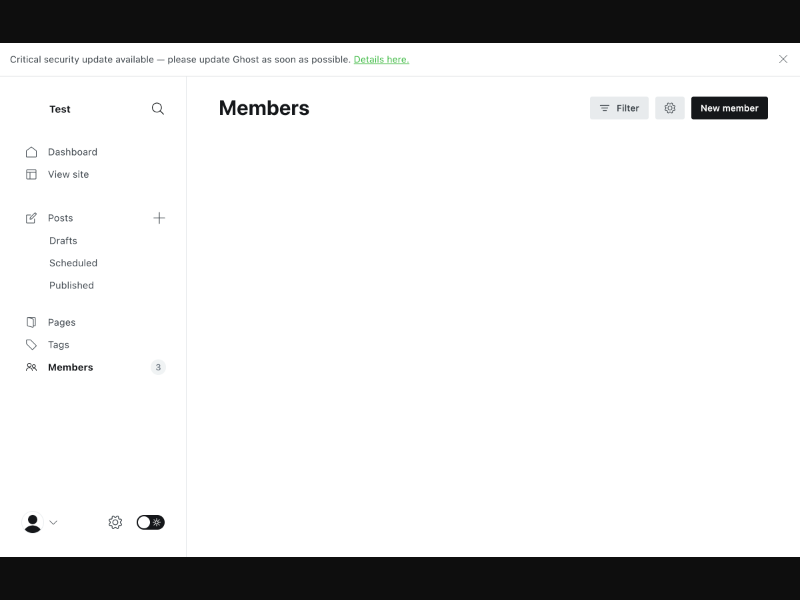 Critical security update available — please update Ghost as soon as possible. Details here.
Test
Members
Filter
New member
Dashboard
View site
Posts
Drafts
Scheduled
Published
Pages
Tags
Members
3